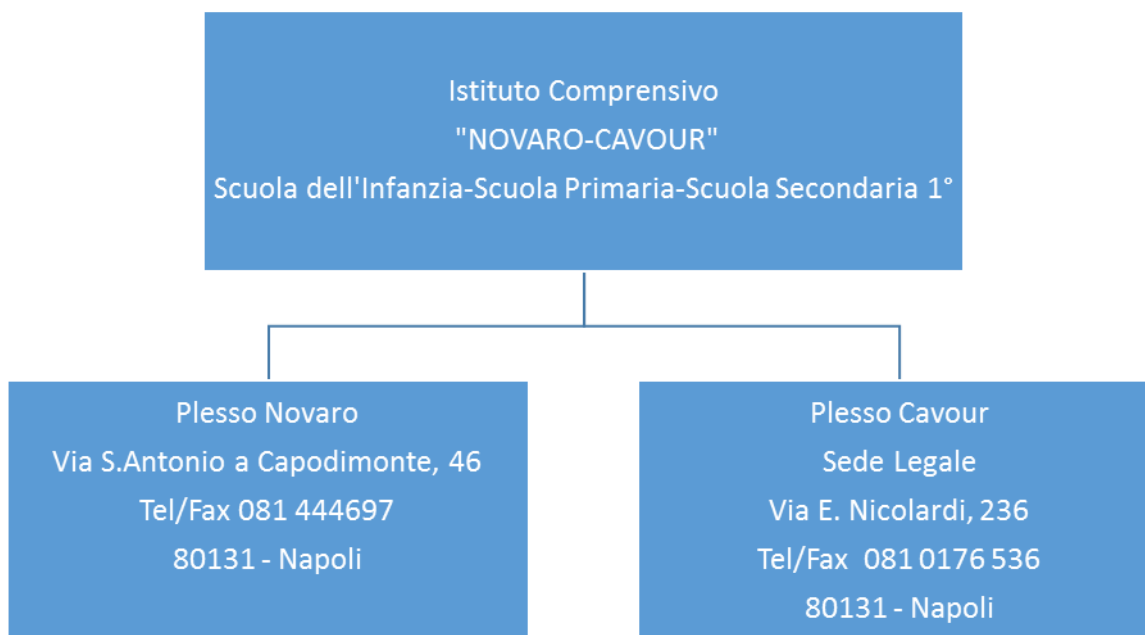 Istituto Comprensivo
"NOVARO-CAVOUR"
Scuola dell'Infanzia-Scuola Primaria-Scuola Secondaria 1°
Plesso Novaro
Via S.Antonio a Capodimonte, 46
Tel/Fax 081 444697
80131 - Napoli
Plesso Cavour
Sede Legale
Via E. Nicolardi, 236
Tel/Fax  081 0176 536
80131 - Napoli